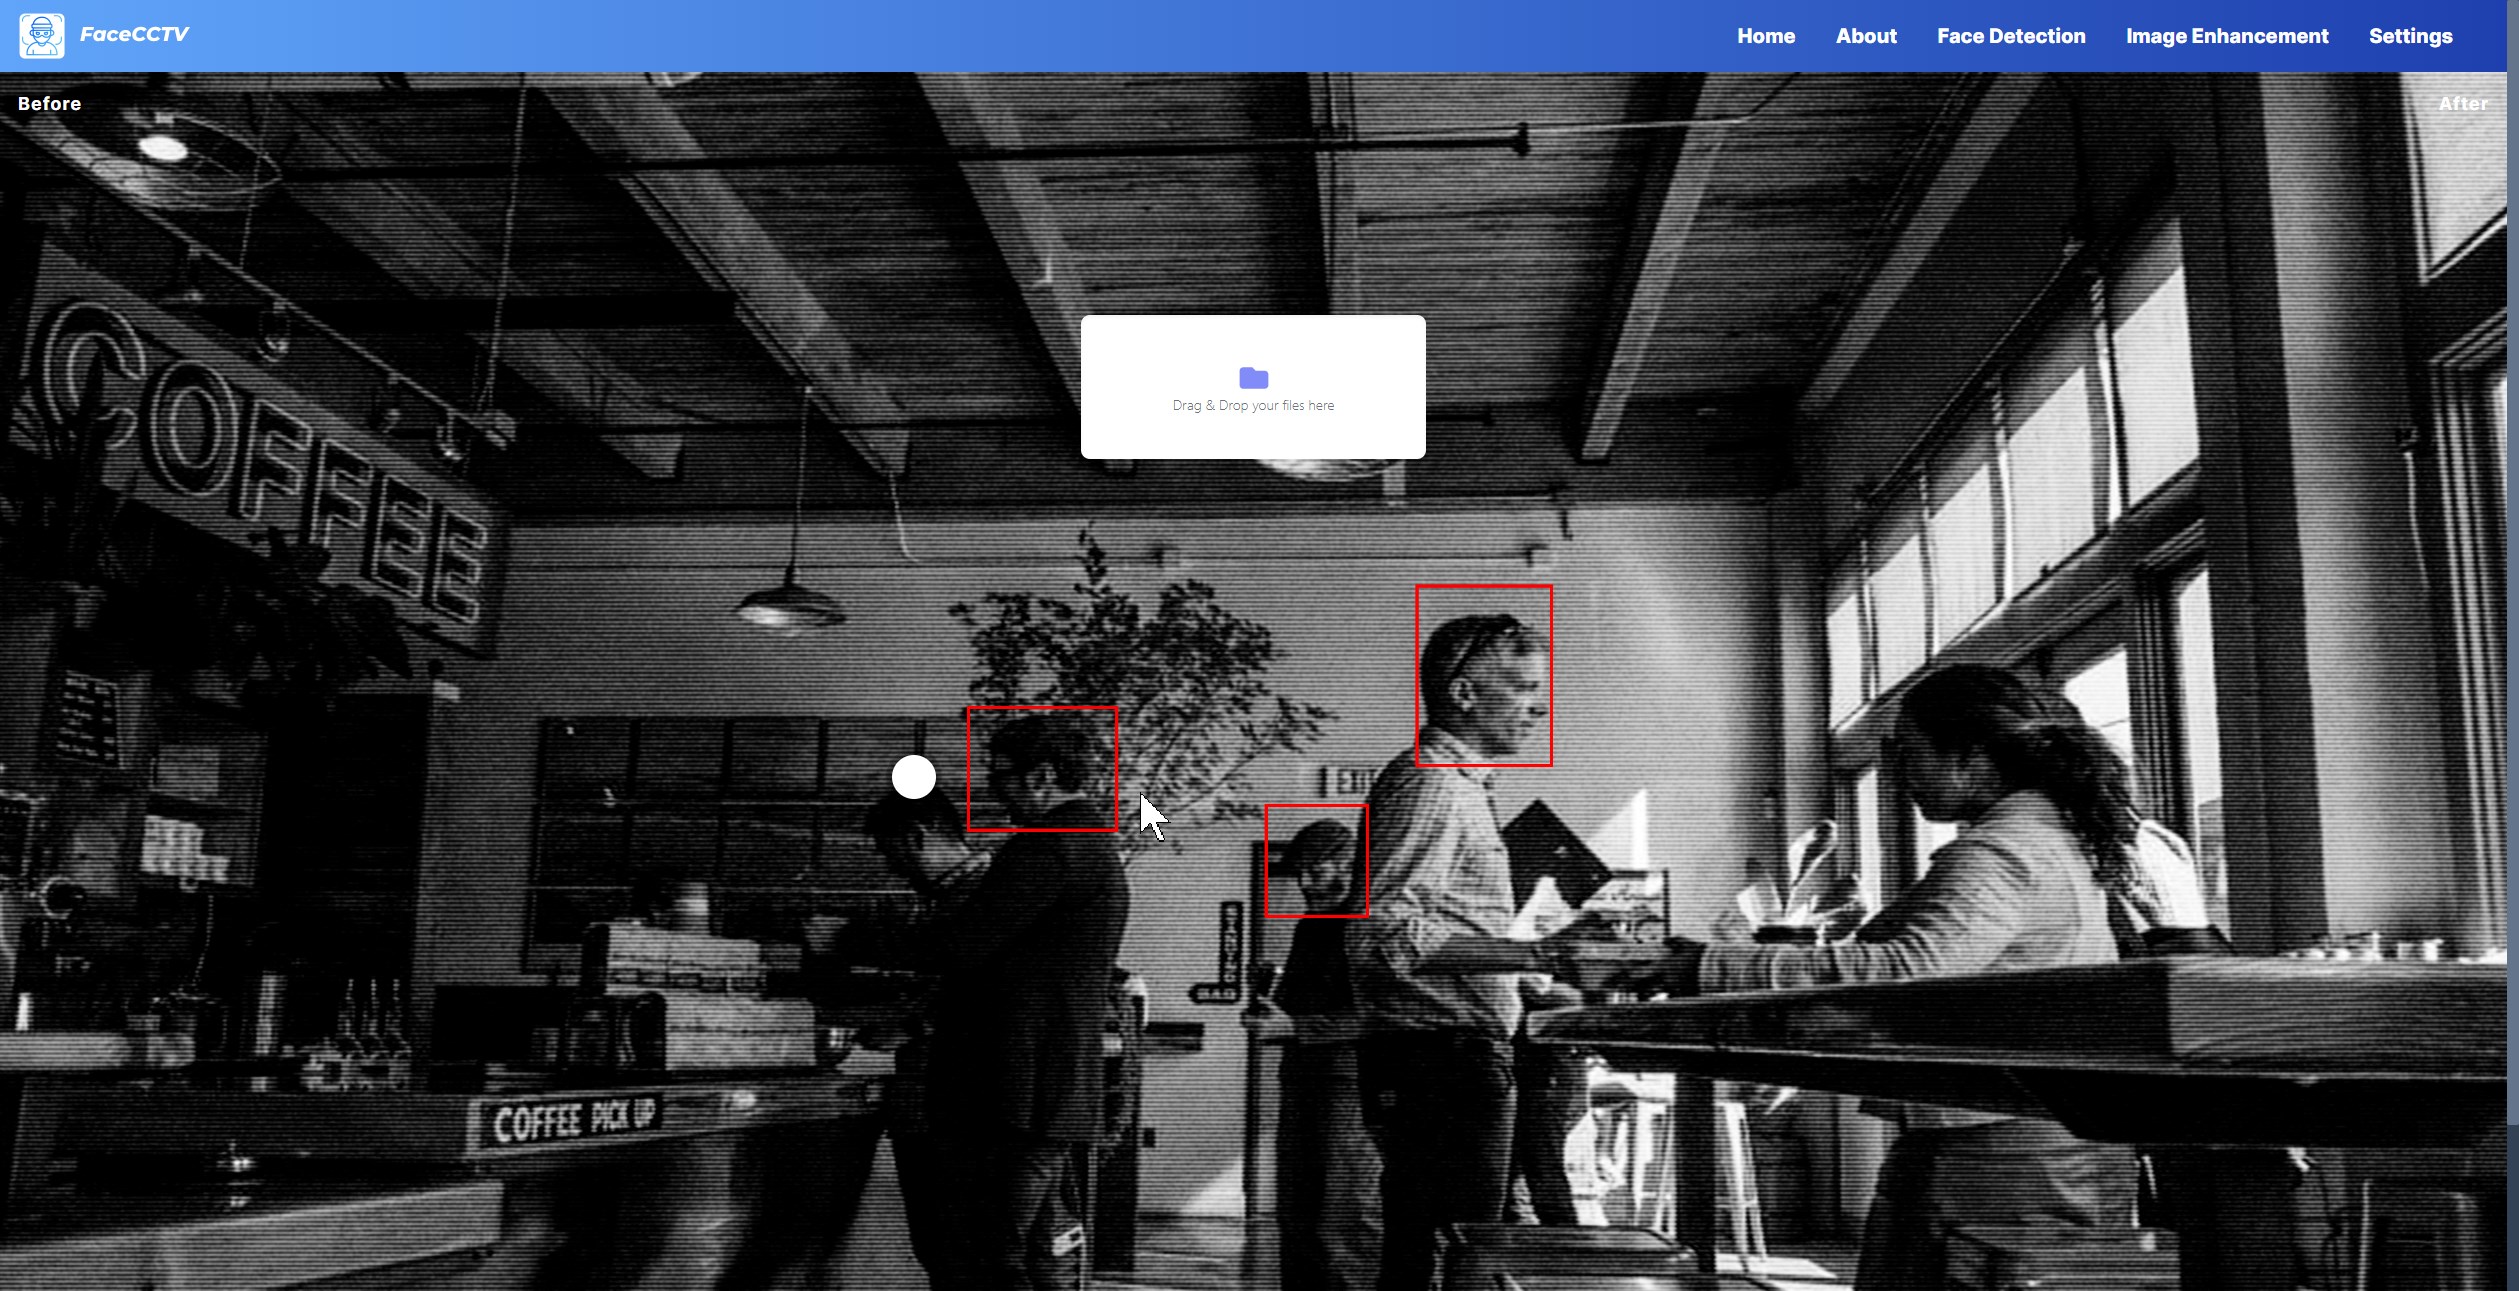 FaceCCTV
Home About Face Detection Image Enhancement Settings
Before
After
Drag & Drop your files here
COFFEE
EXIT
COFFEE PICK UP